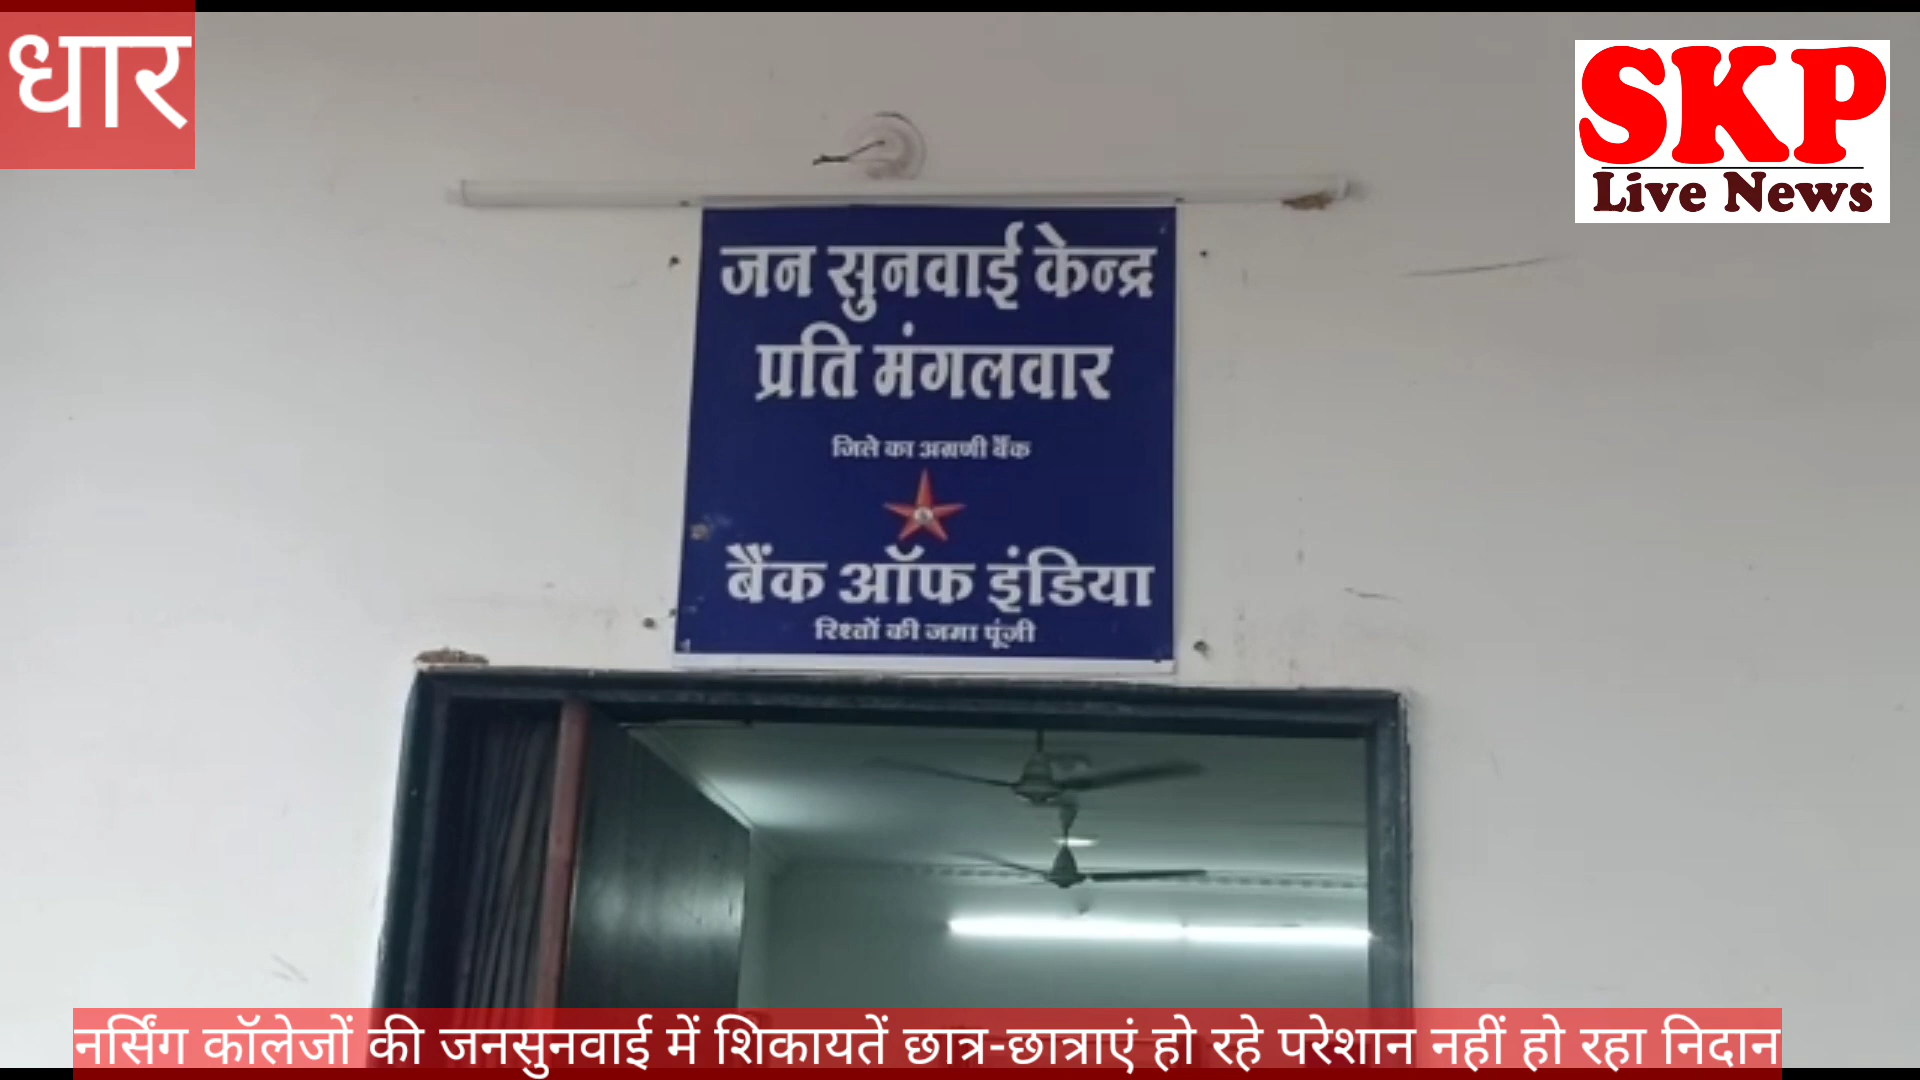 धार
SKP
Live News
जन सुनवाई केन्द्र
प्रति मंगलवार
जिले का अग्रणी बैंक
बैंक ऑफ इंडिया
रिश्तों की जमा पूंजी
नर्सिंग कॉलेजों की जनसुनवाई में शिकायतें छात्र-छात्राएं हो रहे परेशान नहीं हो रहा निदान